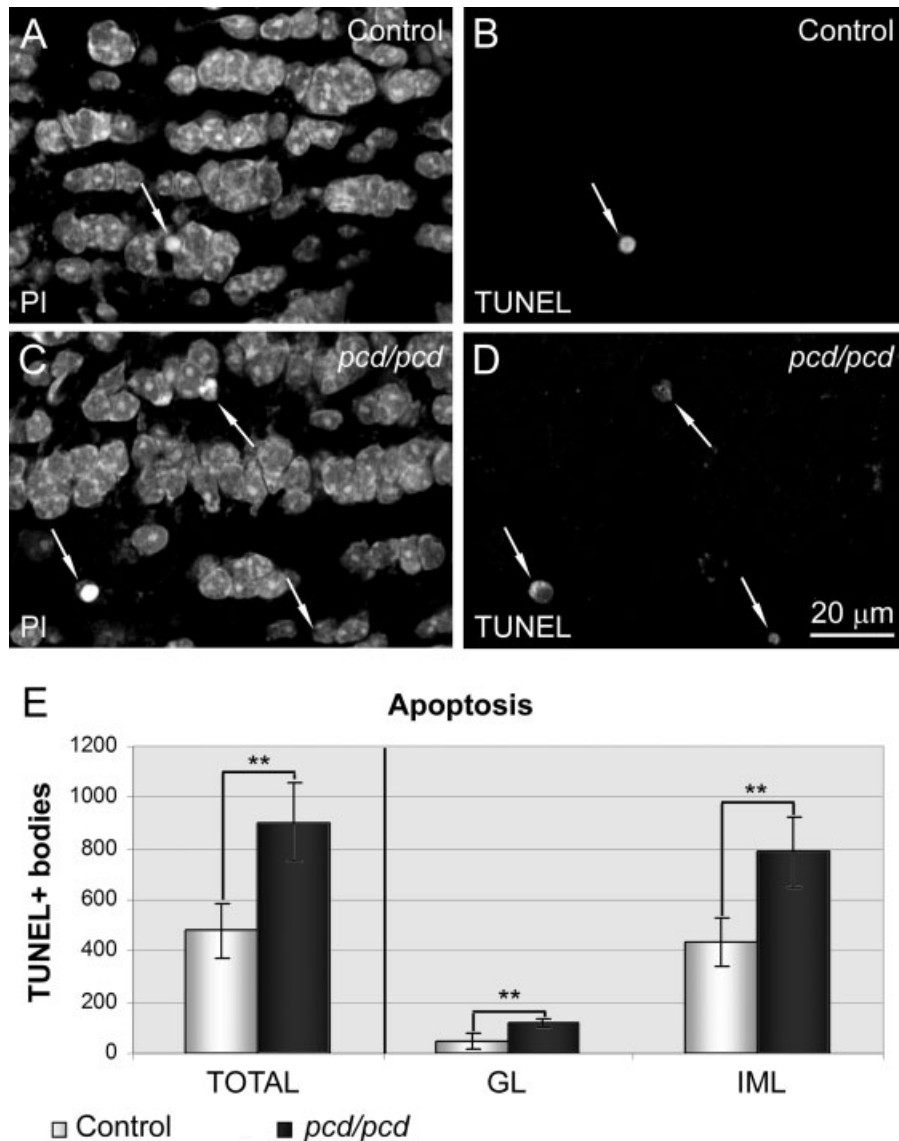 A Control
B Control
PI
TUNEL
C pcd/pcd
D pcd/pcd
PI
TUNEL 20 µm
E Apoptosis
TUNEL+ bodies
1200
1000
800
600
400
200
0
** ** **
TOTAL GL IML
Control pcd/pcd